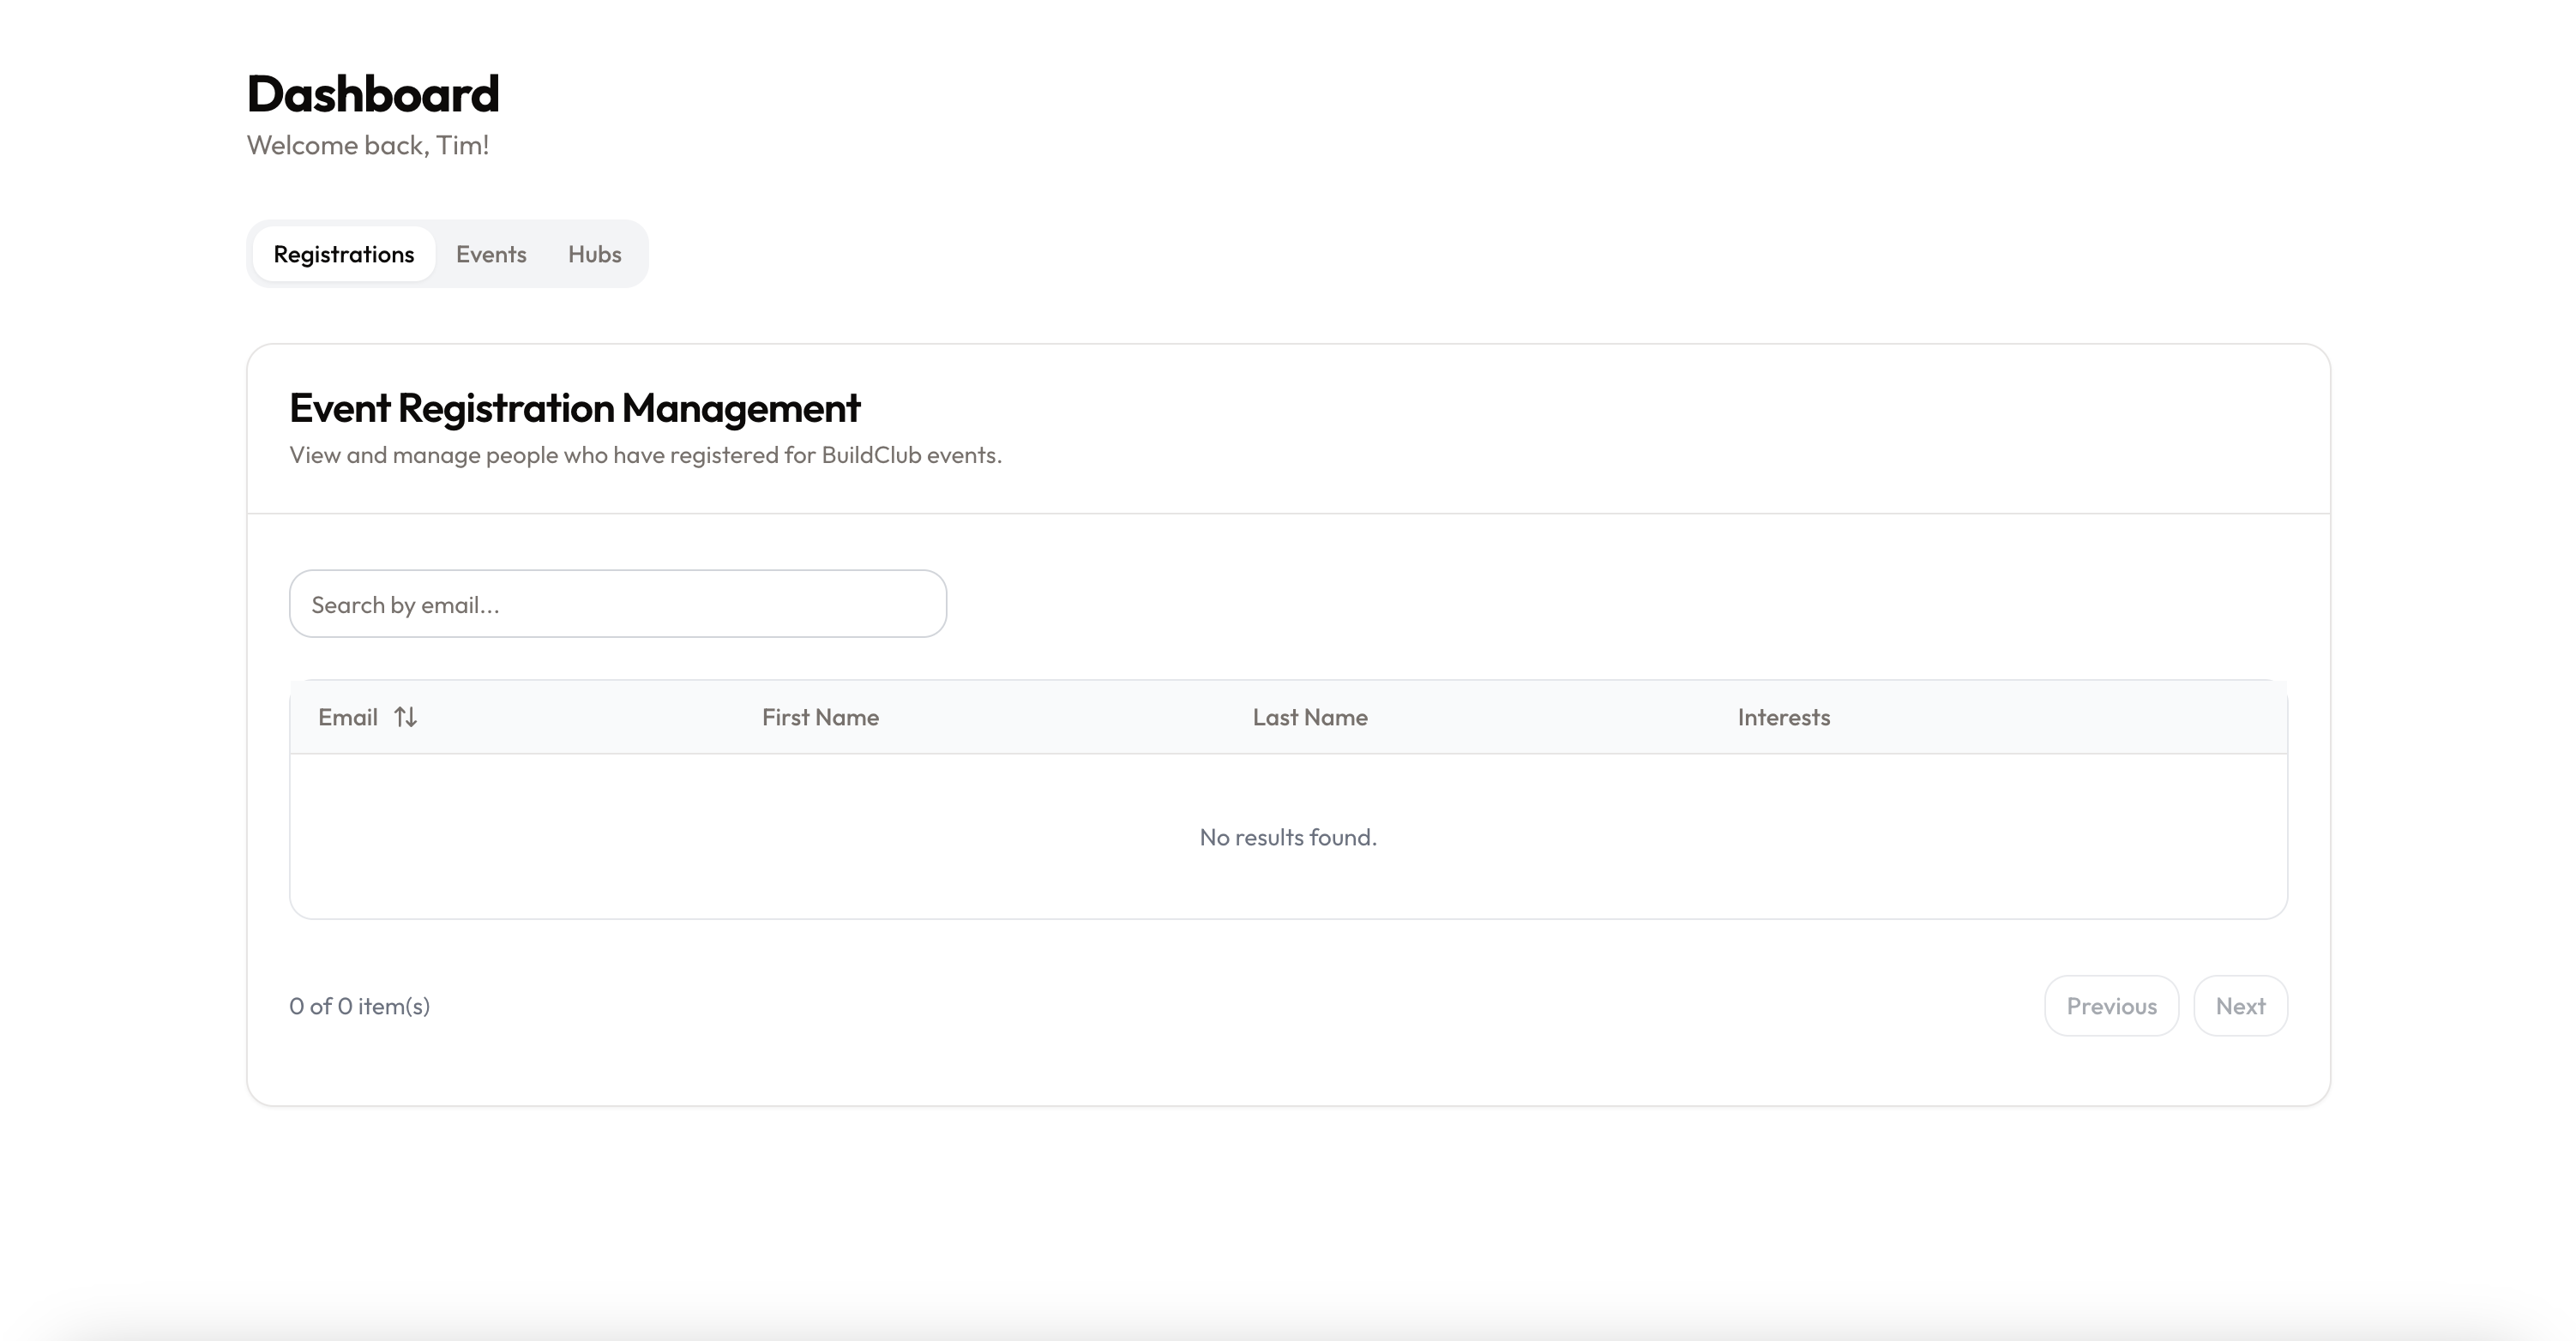 Dashboard
Welcome back, Tim!
Registrations Events Hubs
Event Registration Management
View and manage people who have registered for BuildClub events.
Search by email...
Email First Name Last Name Interests
No results found.
0 of 0 item(s) Previous Next